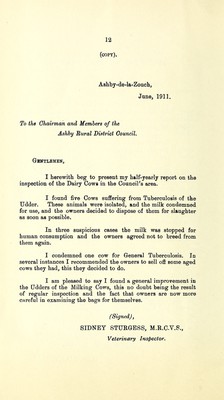 12
(COPY).
Ashby-de-la-Zouch,
June, 1911.
To the Chairman and Members of the
Ashby Rural District Council.
GENTLEMEN,
I herewith beg to present my half-yearly report on the
inspection of the Dairy Cows in the Council's area.
I found five Cows suffering from Tuberculosis of the
Udder. These animals were isolated, and the milk condemned
for use, and the owners decided to dispose of them for slaughter
as soon as possible.
In three suspicious cases the milk was stopped for
human consumption and the owners agreed not to breed from
them again.
I condemned one cow for General Tuberculosis. In
several instances I recommended the owners to sell off some aged
cows they had, this they decided to do.
I am pleased to say I found a general improvement in
the Udders of the Milking Cows, this no doubt being the result
of regular inspection and the fact that owners are now more
careful in examining the bags for themselves.
(Signed),
SIDNEY STURGESS, M.R.C.V.S.,
Veterinary Inspector.